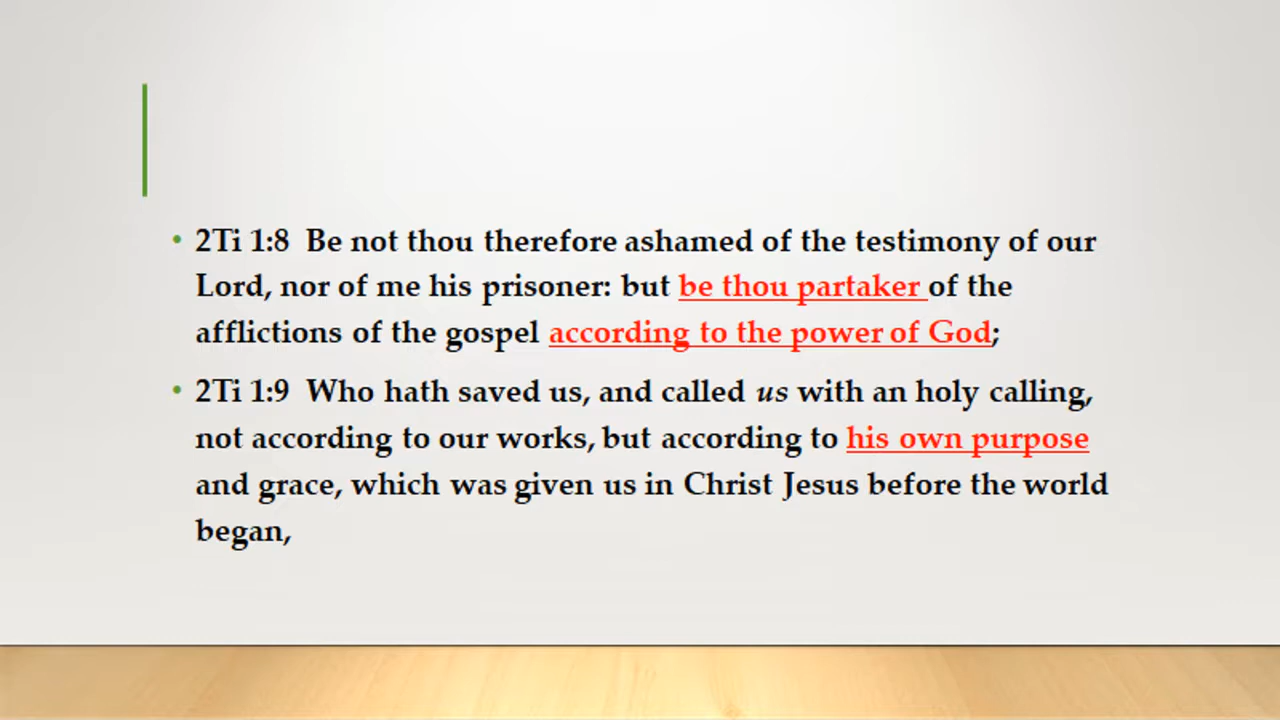 • 2Ti 1:8  Be not thou therefore ashamed of the testimony of our
Lord, nor of me his prisoner: but be thou partaker of the
afflictions of the gospel according to the power of God;
• 2Ti 1:9  Who hath saved us, and called us with an holy calling,
not according to our works, but according to his own purpose
and grace, which was given us in Christ Jesus before the world
began,